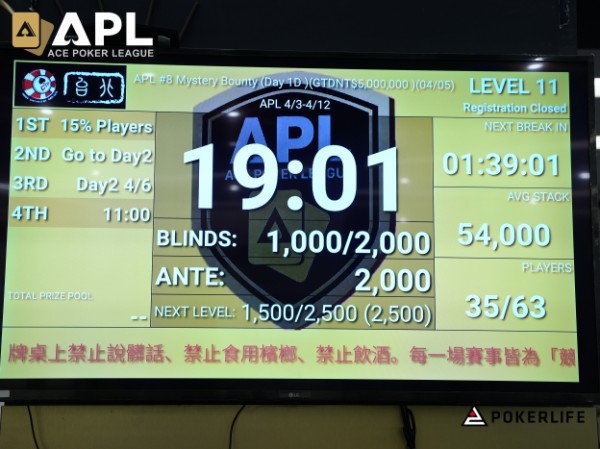 APL
ACE POKER LEAGUE
APL #8 Mystery Bounty (Day 1D )(GTDNT$5,000,000 )(04/05)
LEVEL 11
Registration Closed
APL 4/3-4/12
1ST 15% Players
2ND Go to Day2
3RD Day2 4/6
4TH 11:00
APL
19:01
NEXT BREAK IN
01:39:01
AVG STACK
54,000
BLINDS: 1,000/2,000
ANTE: 2,000
PLAYERS
35/63
TOTAL PRIZE POOL
--
NEXT LEVEL: 1,500/2,500 (2,500)
牌桌上禁止說髒話、禁止食用檳榔、禁止飲酒。每一場賽事皆為「競
LG
POKERLIFE